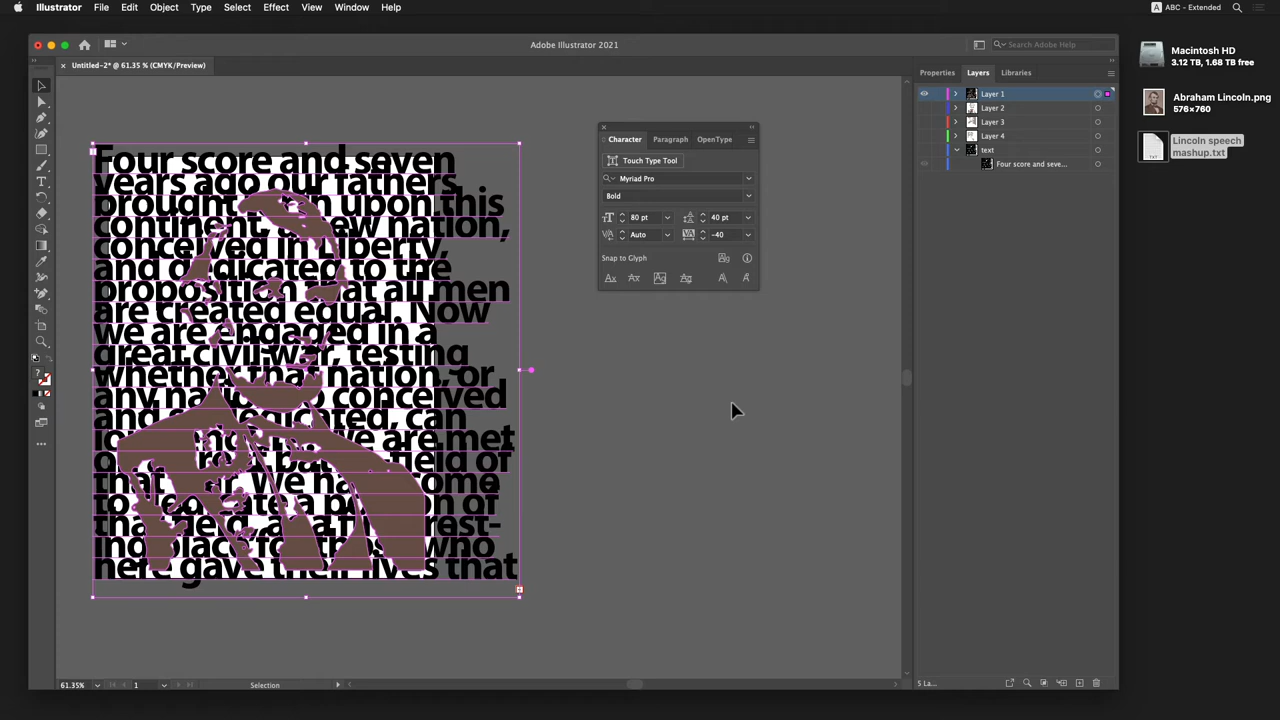 Illustrator File Edit Object Type Select Effect View Window Help
ABC - Extended
Adobe Illustrator 2021
Search Adobe Help
Untitled-2* @ 61.35 % (CMYK/Preview)
Properties Layers Libraries
Layer 1
Layer 2
Layer 3
Layer 4
text
Four score and seve...
Macintosh HD
3.12 TB, 1.68 TB free
Abraham Lincoln.png
576×760
TXT
Lincoln speech
mashup.txt
Character Paragraph OpenType
Touch Type Tool
Myriad Pro
Bold
80 pt 40 pt
Auto -40
Snap to Glyph
Four score and seven
years ago our fathers
brought upon this
continent, a new nation,
conceived in Liberty,
and dedicated to the
proposition that all men
are created equal. Now
we are engaged in a
great civil war, testing
whether that nation, or
any nation so conceived
and so dedicated, can
we are met
battlefield of
that war. We have come
to dedicate a portion of
that field, as a final rest-
ing place for those who
here gave their lives that
61.35% 1 Selection
5 La...